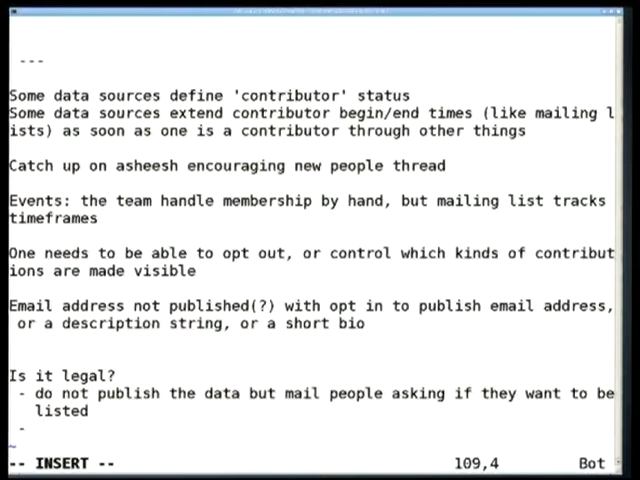 ---
Some data sources define 'contributor' status
Some data sources extend contributor begin/end times (like mailing l
ists) as soon as one is a contributor through other things
Catch up on asheesh encouraging new people thread
Events: the team handle membership by hand, but mailing list tracks
timeframes
One needs to be able to opt out, or control which kinds of contribut
ions are made visible
Email address not published(?) with opt in to publish email address,
or a description string, or a short bio
Is it legal?
- do not publish the data but mail people asking if they want to be
listed
-
~
-- INSERT -- 109,4 Bot